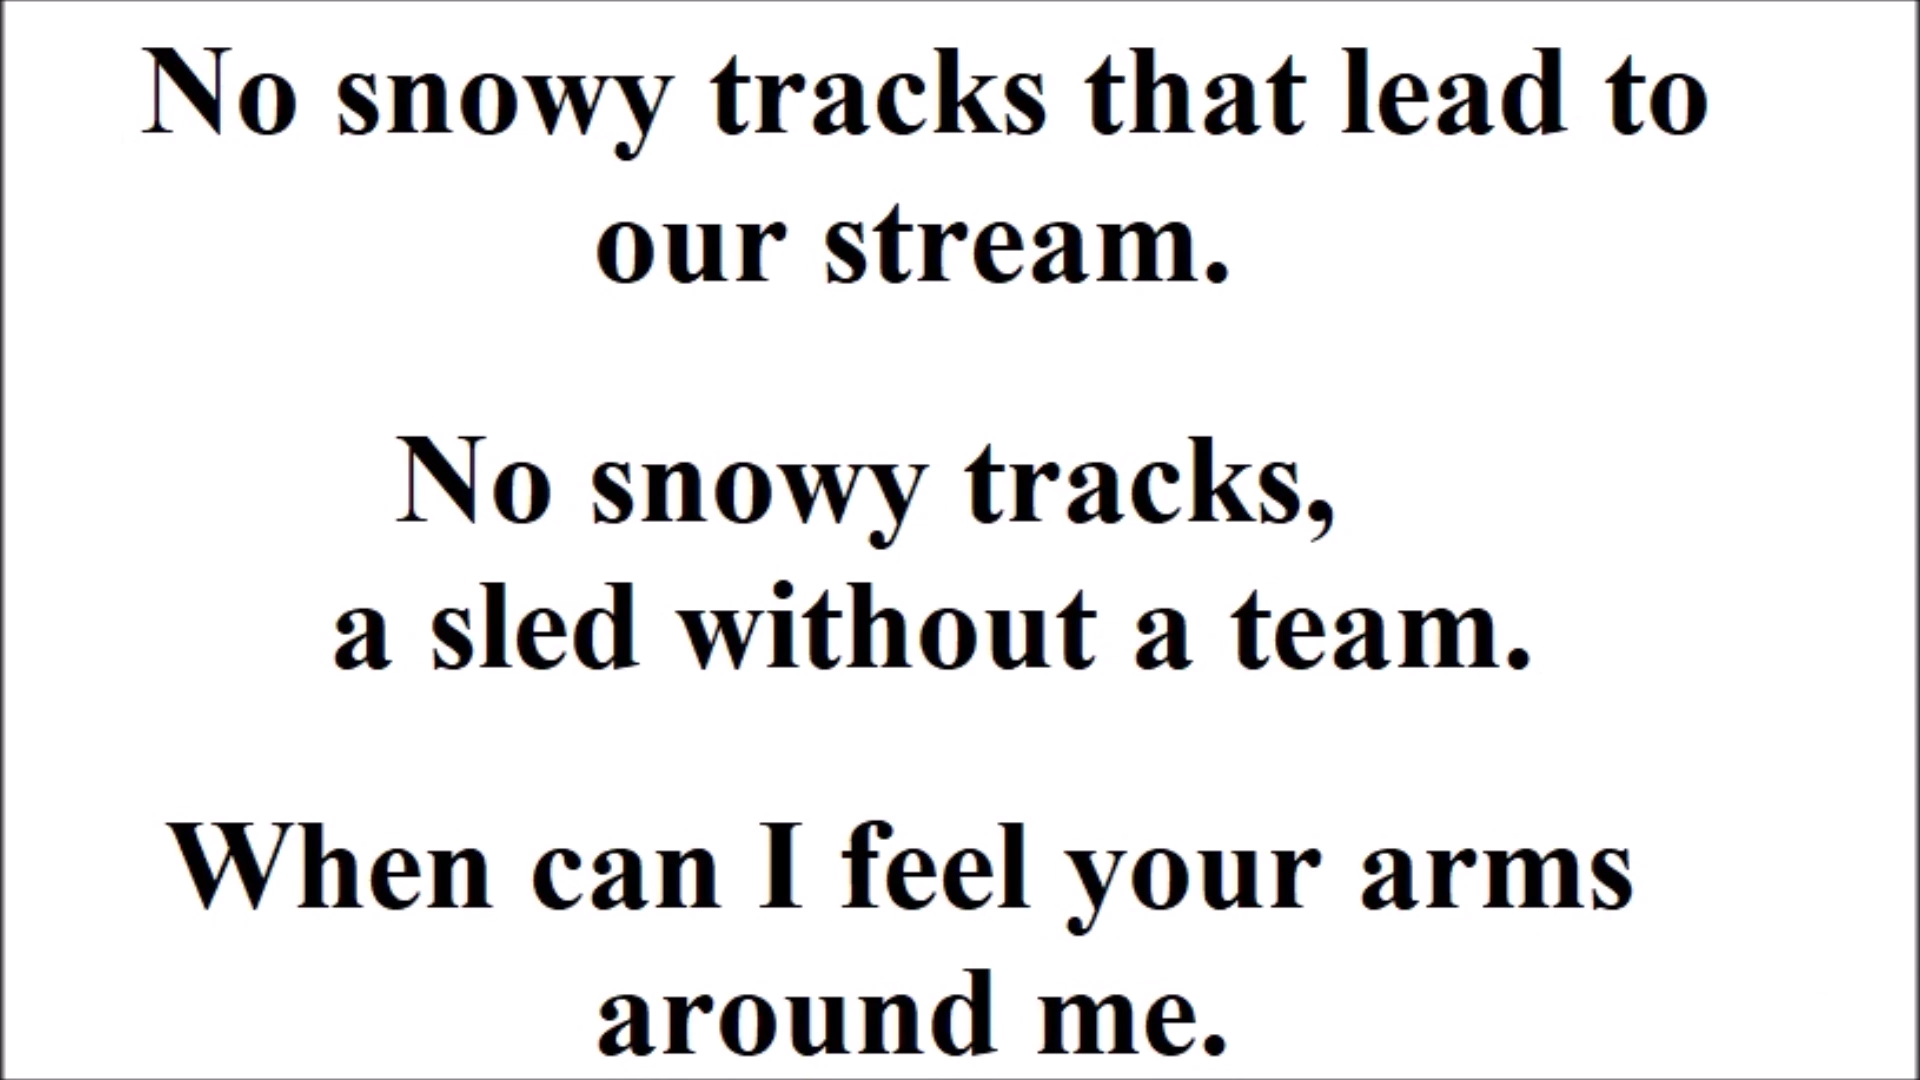 No snowy tracks that lead to
our stream.
No snowy tracks,
a sled without a team.
When can I feel your arms
around me.